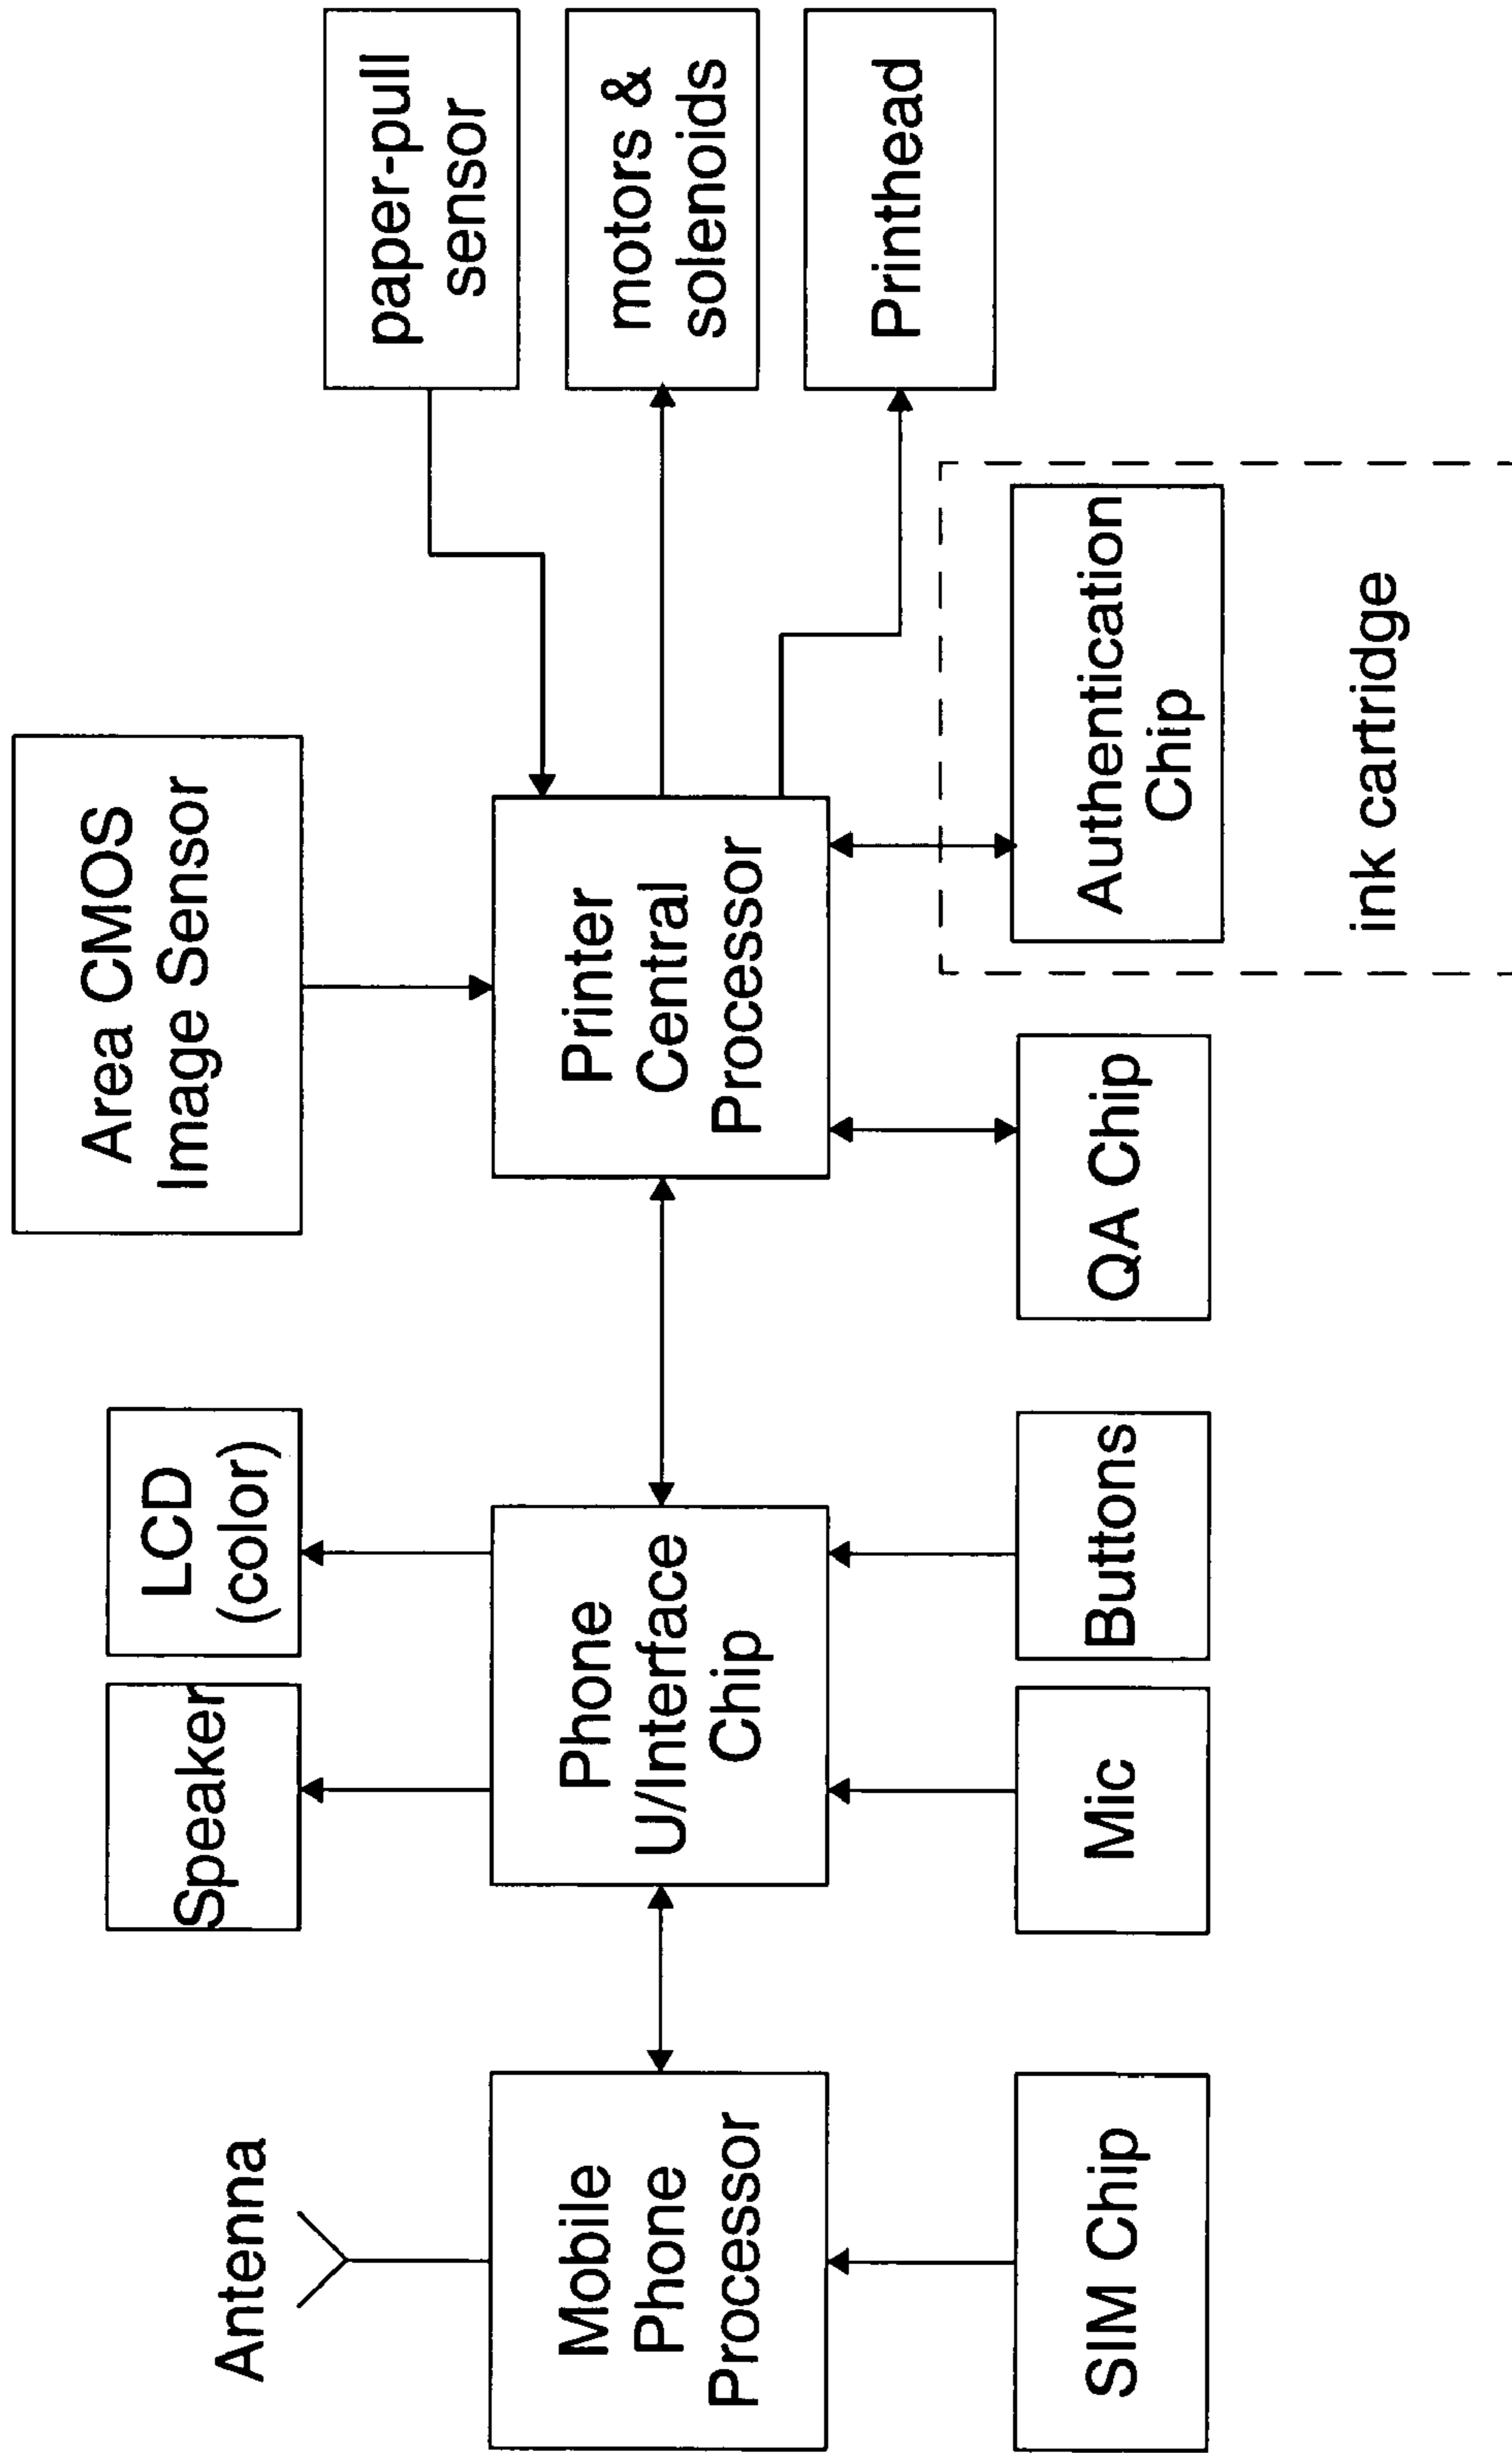 Antenna
Mobile
Phone
Processor
SIM Chip
Speaker
LCD
(color)
Phone
U/Interface
Chip
Mic
Buttons
Area CMOS
Image Sensor
Printer
Central
Processor
QA Chip
Authentication
Chip
ink cartridge
paper-pull
sensor
motors &
solenoids
Printhead